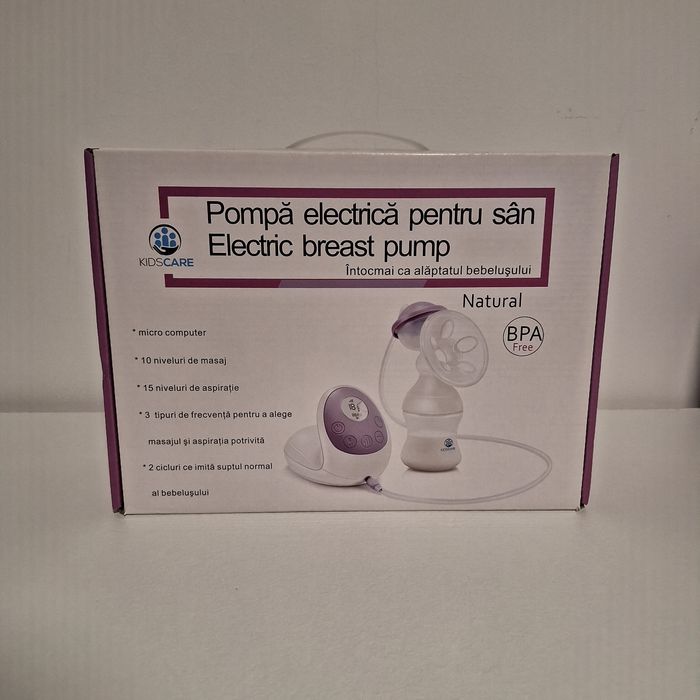 Pompă electrică pentru sân
Electric breast pump
Întocmai ca alăptatul bebelușului
KIDSCARE
Natural
BPA
Free
* micro computer
* 10 niveluri de masaj
* 15 niveluri de aspirație
* 3 tipuri de frecvență pentru a alege
masajul și aspirația potrivită
* 2 cicluri ce imită suptul normal
al bebelușului
18
KIDSCARE